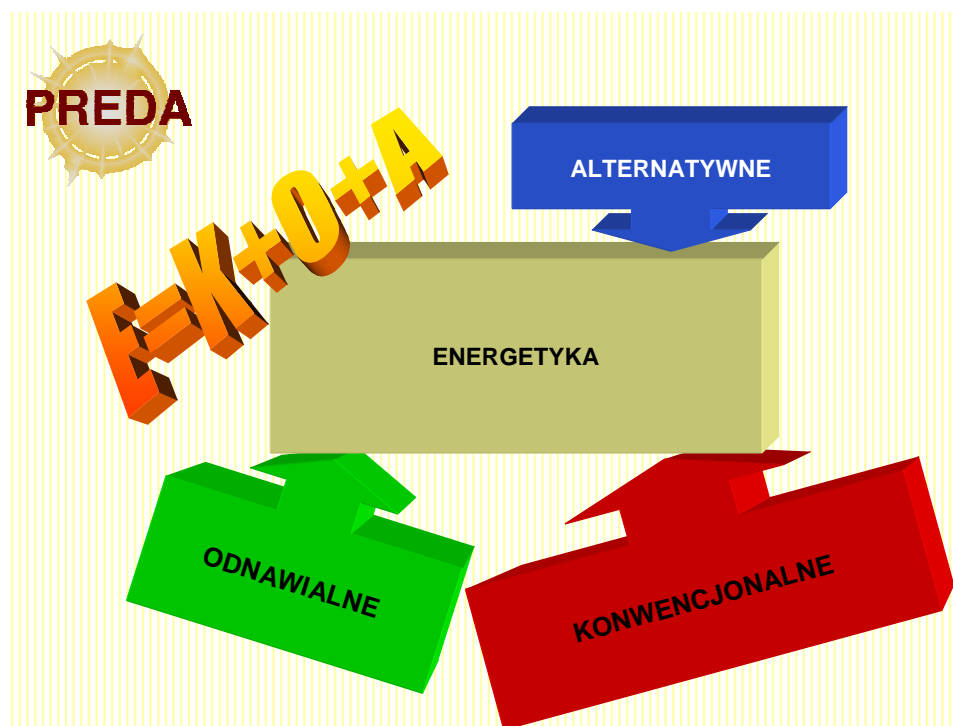 PREDA
E=K+O+A
ALTERNATYWNE
ENERGETYKA
ODNAWIALNE
KONWENCJONALNE